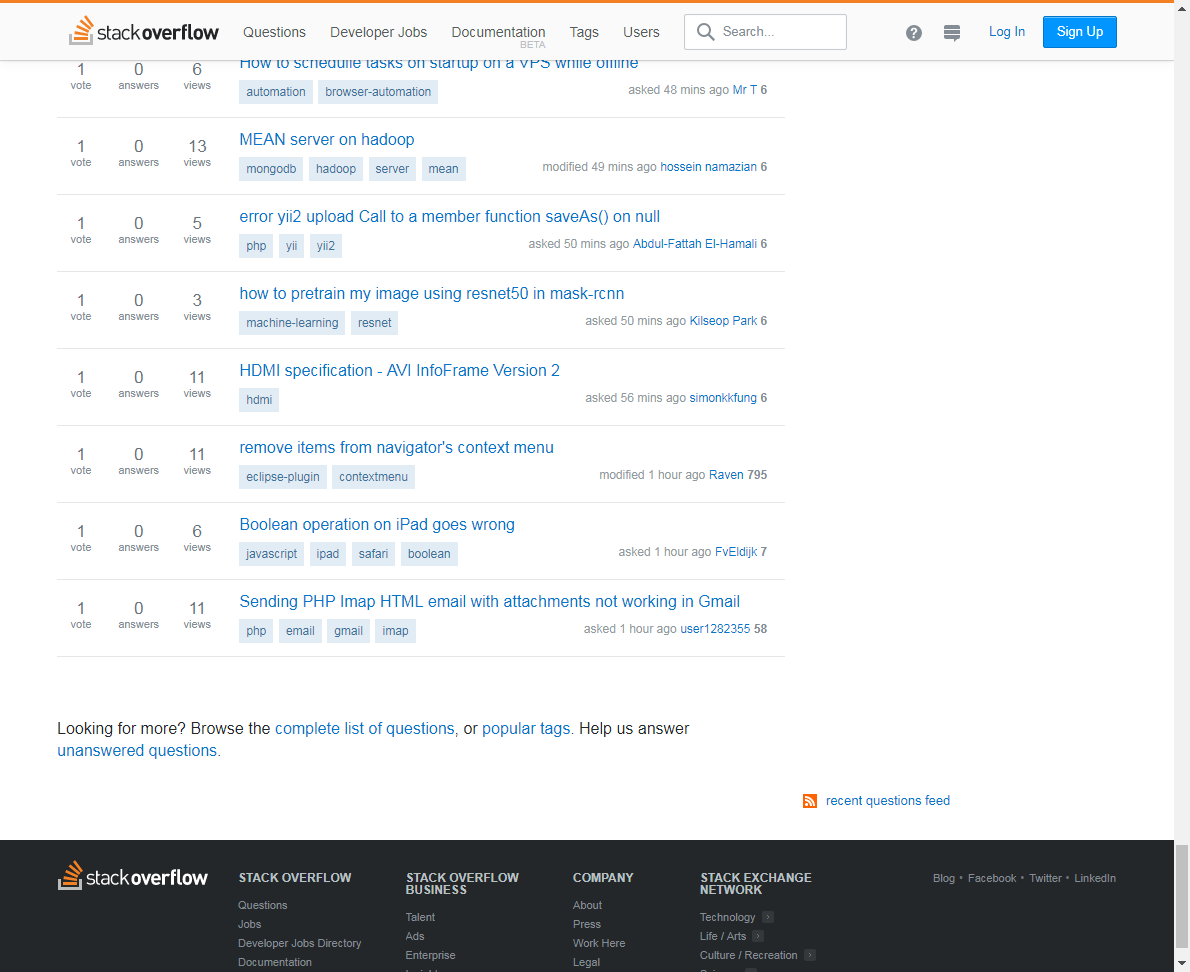 stack overflow Questions Developer Jobs Documentation BETA Tags Users Search... Log In Sign Up
How to schedule tasks on startup on a VPS while offline
1 vote 0 answers 6 views
automation browser-automation asked 48 mins ago Mr T 6
MEAN server on hadoop
1 vote 0 answers 13 views
mongodb hadoop server mean modified 49 mins ago hossein namazian 6
error yii2 upload Call to a member function saveAs() on null
1 vote 0 answers 5 views
php yii yii2 asked 50 mins ago Abdul-Fattah El-Hamali 6
how to pretrain my image using resnet50 in mask-rcnn
1 vote 0 answers 3 views
machine-learning resnet asked 50 mins ago Kilseop Park 6
HDMI specification - AVI InfoFrame Version 2
1 vote 0 answers 11 views
hdmi asked 56 mins ago simonkkfung 6
remove items from navigator's context menu
1 vote 0 answers 11 views
eclipse-plugin contextmenu modified 1 hour ago Raven 795
Boolean operation on iPad goes wrong
1 vote 0 answers 6 views
javascript ipad safari boolean asked 1 hour ago FvEldijk 7
Sending PHP Imap HTML email with attachments not working in Gmail
1 vote 0 answers 11 views
php email gmail imap asked 1 hour ago user1282355 58
Looking for more? Browse the complete list of questions, or popular tags. Help us answer
unanswered questions.
recent questions feed
stack overflow
STACK OVERFLOW
Questions
Jobs
Developer Jobs Directory
Documentation
STACK OVERFLOW
BUSINESS
Talent
Ads
Enterprise
COMPANY
About
Press
Work Here
Legal
STACK EXCHANGE
NETWORK
Technology
Life / Arts
Culture / Recreation
Blog • Facebook • Twitter • LinkedIn